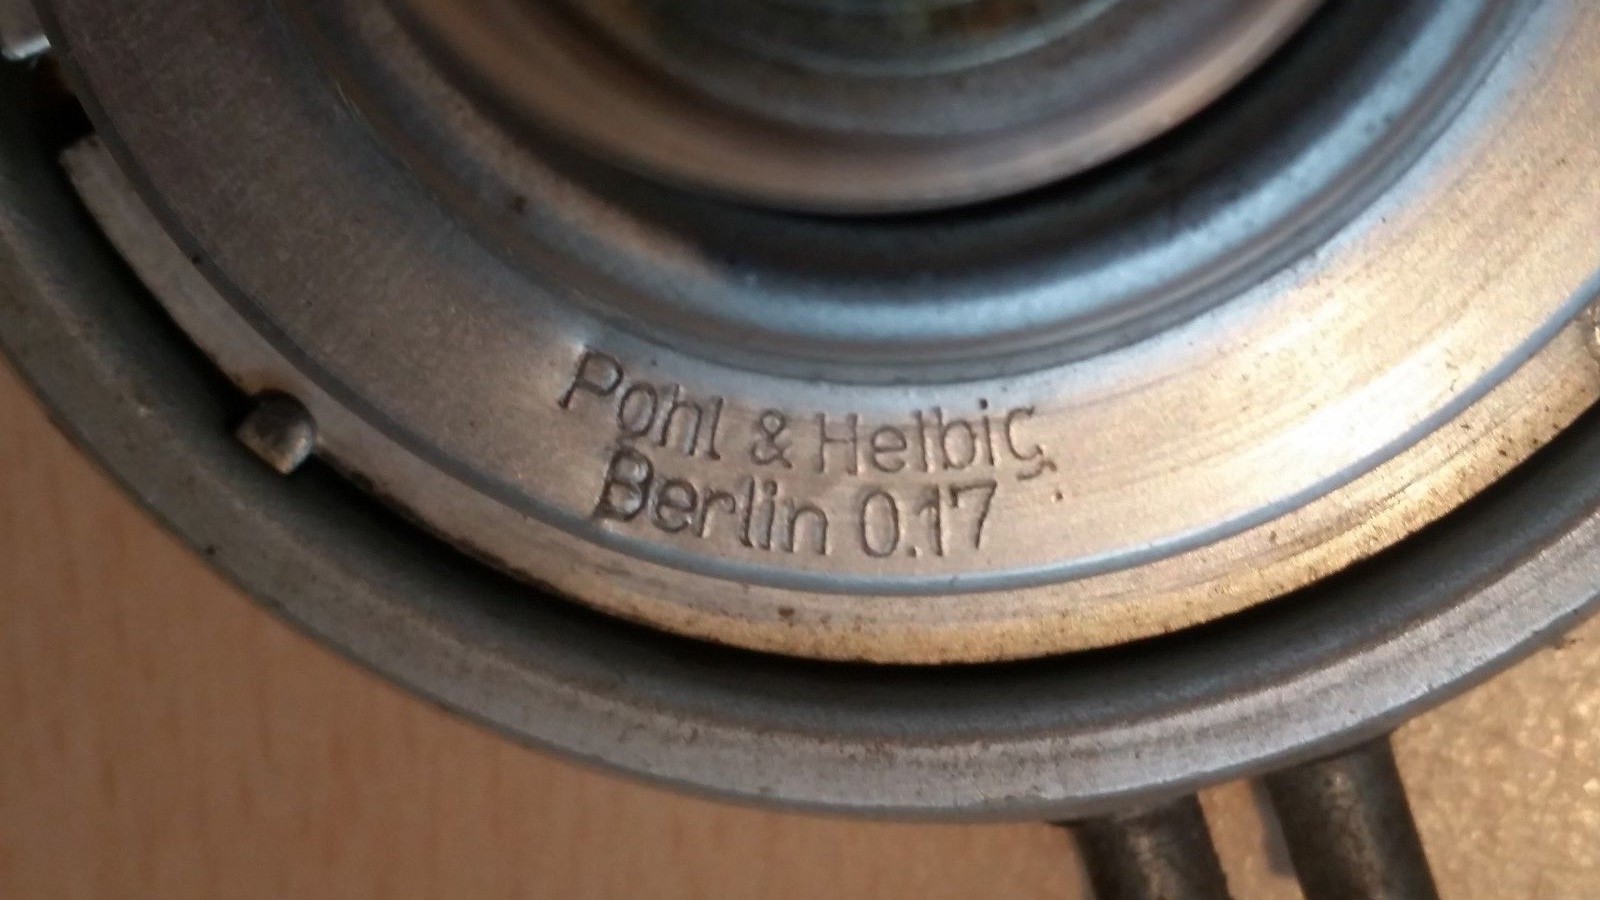 Pohl & Helbig
Berlin 0.17